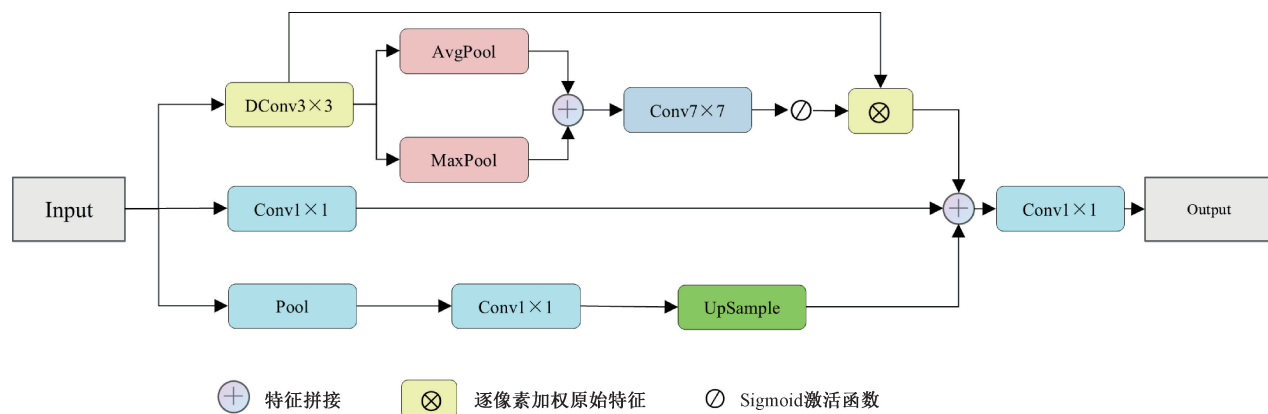 AvgPool
DConv3×3
Conv7×7
MaxPool
Input
Conv1×1
Conv1×1
Output
Pool
Conv1×1
UpSample
特征拼接
逐像素加权原始特征
Sigmoid激活函数